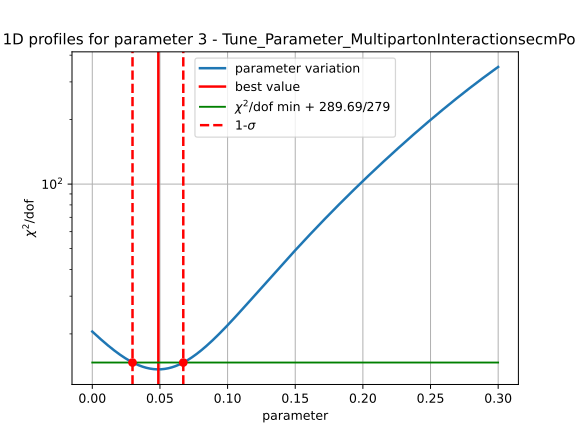 1D profiles for parameter 3 - Tune_Parameter_MultipartonInteractionsecmPo
parameter variation
best value
χ²/dof min + 289.69/279
1-σ
10²
χ²/dof
0.00 0.05 0.10 0.15 0.20 0.25 0.30
parameter